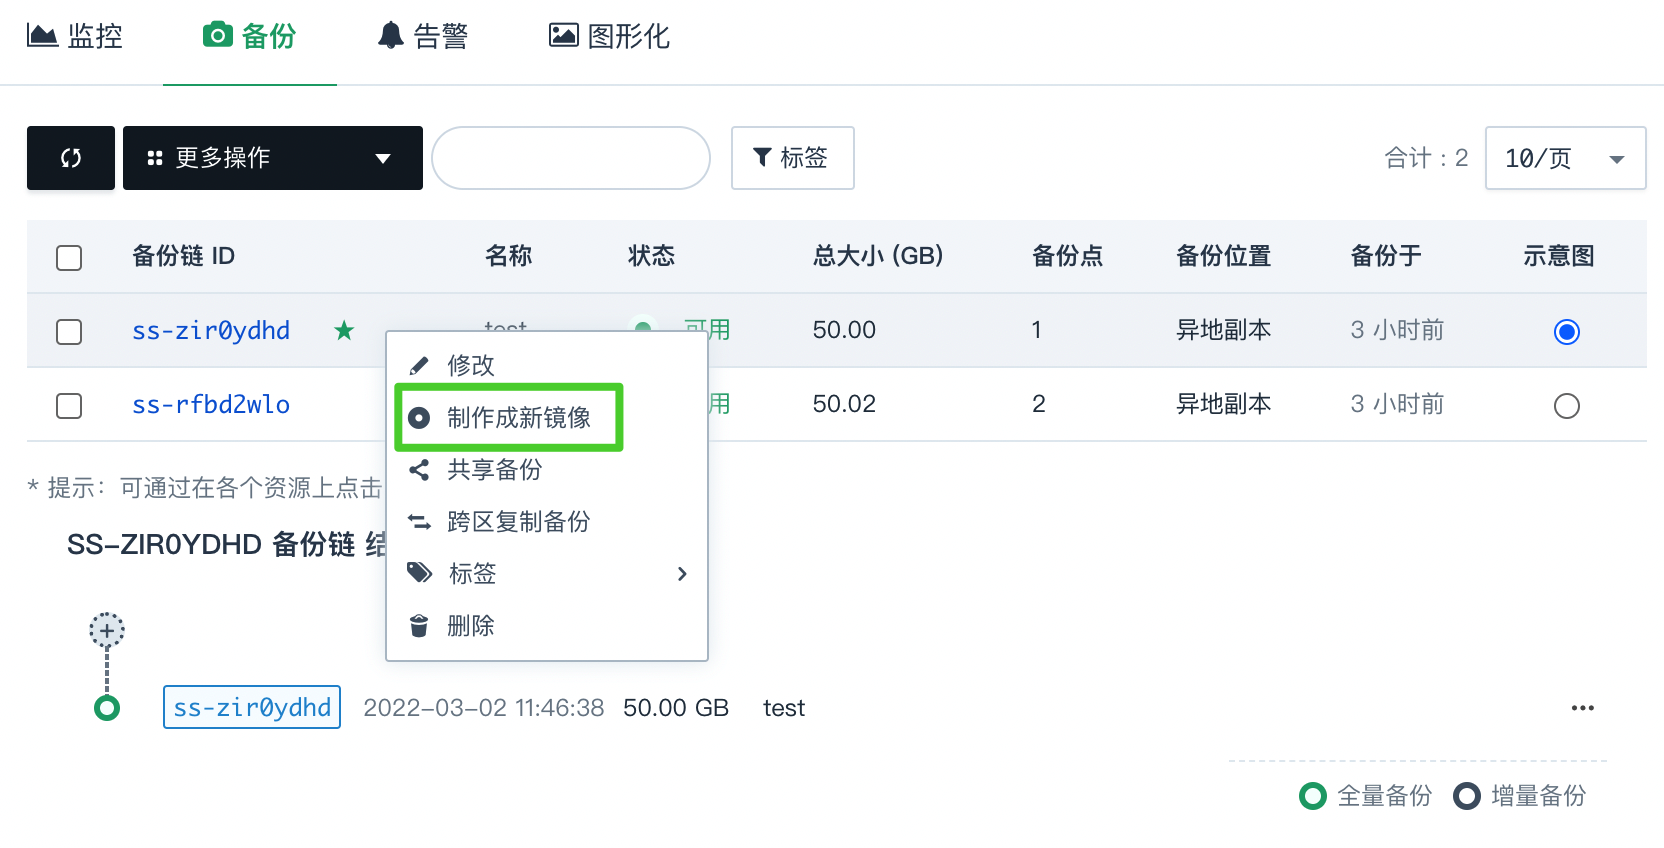 监控 备份 告警 图形化
更多操作 标签 合计：2 10/页
备份链 ID 名称 状态 总大小 (GB) 备份点 备份位置 备份于 示意图
ss-zir0ydhd ★ test 可用 50.00 1 异地副本 3 小时前
修改
ss-rfbd2wlo 用 50.02 2 异地副本 3 小时前
制作成新镜像
共享备份
* 提示：可通过在各个资源上点击
跨区复制备份
SS-ZIR0YDHD 备份链 结
标签
删除
ss-zir0ydhd 2022-03-02 11:46:38 50.00 GB test
全量备份 增量备份